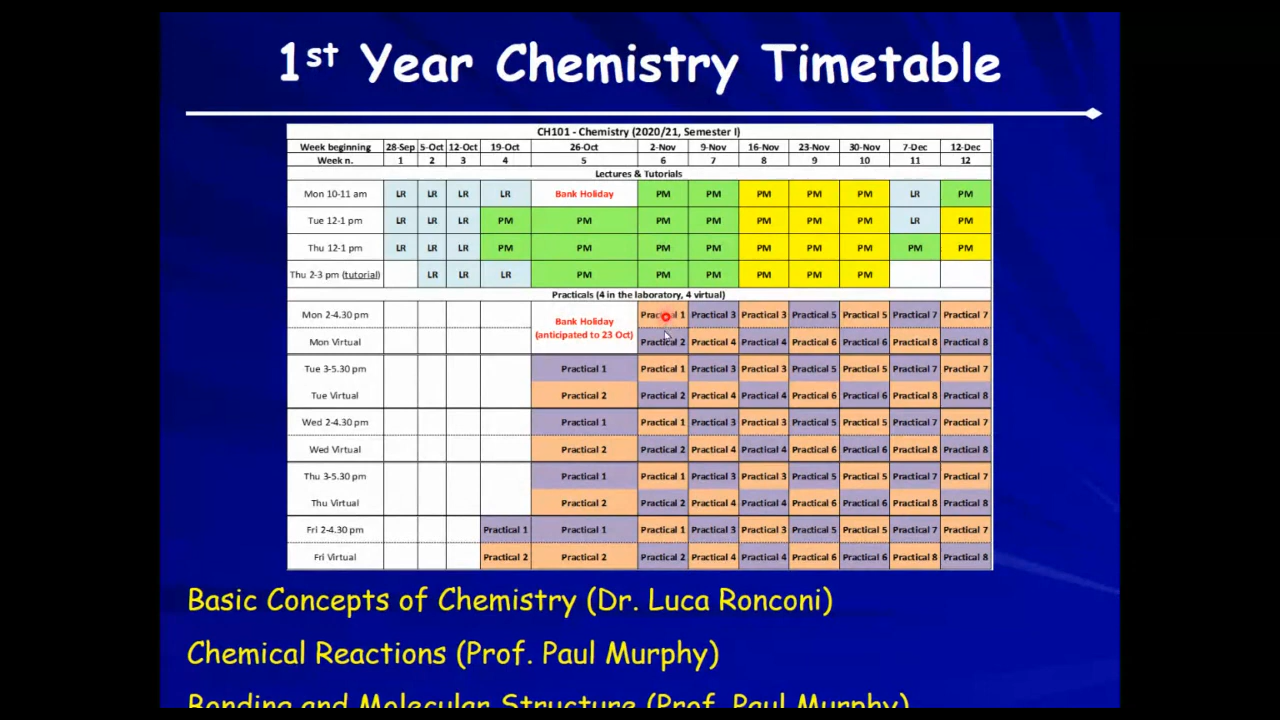 1st Year Chemistry Timetable
CH101 - Chemistry (2020/21, Semester I)
Week beginning 28-Sep 5-Oct 12-Oct 19-Oct 26-Oct 2-Nov 9-Nov 16-Nov 23-Nov 30-Nov 7-Dec 12-Dec
Week n. 1 2 3 4 5 6 7 8 9 10 11 12
Lectures & Tutorials
Mon 10-11 am LR LR LR LR Bank Holiday PM PM PM PM PM LR PM
Tue 12-1 pm LR LR LR PM PM PM PM PM PM PM LR PM
Thu 12-1 pm LR LR LR PM PM PM PM PM PM PM PM PM
Thu 2-3 pm (tutorial) LR LR LR PM PM PM PM PM PM
Practicals (4 in the laboratory, 4 virtual)
Mon 2-4.30 pm Bank Holiday Practical 1 Practical 3 Practical 3 Practical 5 Practical 5 Practical 7 Practical 7
Mon Virtual (anticipated to 23 Oct) Practical 2 Practical 4 Practical 4 Practical 6 Practical 6 Practical 8 Practical 8
Tue 3-5.30 pm Practical 1 Practical 1 Practical 3 Practical 3 Practical 5 Practical 5 Practical 7 Practical 7
Tue Virtual Practical 2 Practical 2 Practical 4 Practical 4 Practical 6 Practical 6 Practical 8 Practical 8
Wed 2-4.30 pm Practical 1 Practical 1 Practical 3 Practical 3 Practical 5 Practical 5 Practical 7 Practical 7
Wed Virtual Practical 2 Practical 2 Practical 4 Practical 4 Practical 6 Practical 6 Practical 8 Practical 8
Thu 3-5.30 pm Practical 1 Practical 1 Practical 3 Practical 3 Practical 5 Practical 5 Practical 7 Practical 7
Thu Virtual Practical 2 Practical 2 Practical 4 Practical 4 Practical 6 Practical 6 Practical 8 Practical 8
Fri 2-4.30 pm Practical 1 Practical 1 Practical 1 Practical 3 Practical 3 Practical 5 Practical 5 Practical 7 Practical 7
Fri Virtual Practical 2 Practical 2 Practical 2 Practical 4 Practical 4 Practical 6 Practical 6 Practical 8 Practical 8
Basic Concepts of Chemistry (Dr. Luca Ronconi)
Chemical Reactions (Prof. Paul Murphy)
Bonding and Molecular Structure (Prof. Paul Murphy)